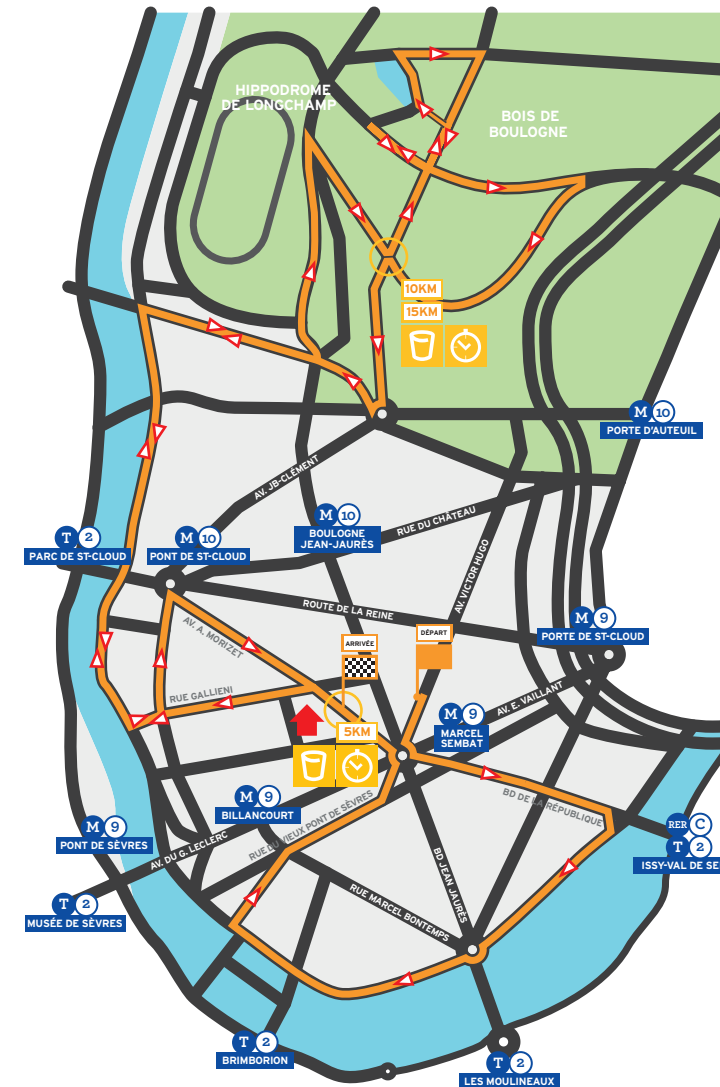 HIPPODROME
DE LONGCHAMP
BOIS DE
BOULOGNE
10KM
15KM
M 10
PORTE D'AUTEUIL
AV. JB-CLÉMENT
M 10
BOULOGNE
JEAN-JAURÈS
RUE DU CHÂTEAU
T 2
PARC DE ST-CLOUD
M 10
PONT DE ST-CLOUD
AV. VICTOR HUGO
ROUTE DE LA REINE
M 9
PORTE DE ST-CLOUD
AV. A. MORIZET
ARRIVÉE
DÉPART
RUE GALLIENI
AV. E. VAILLANT
M 9
MARCEL
SEMBAT
5KM
M 9
BILLANCOURT
BD DE LA RÉPUBLIQUE
RUE DU VIEUX PONT DE SÈVRES
M 9
PONT DE SÈVRES
AV. DU G. LECLERC
RER C
T 2
ISSY-VAL DE SE
BD JEAN JAURÈS
RUE MARCEL BONTEMPS
T 2
MUSÉE DE SÈVRES
T 2
BRIMBORION
T 2
LES MOULINEAUX